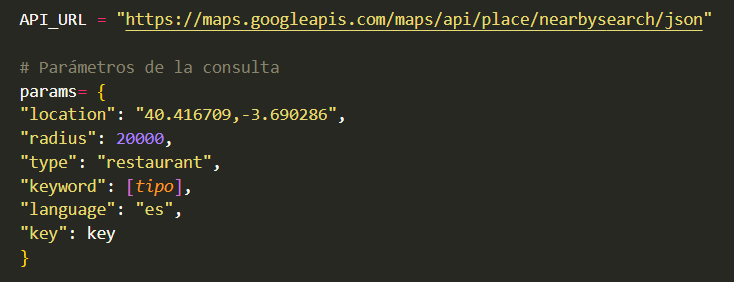 API_URL = "https://maps.googleapis.com/maps/api/place/nearbysearch/json"
# Parámetros de la consulta
params= {
"location": "40.416709,-3.690286",
"radius": 20000,
"type": "restaurant",
"keyword": [tipo],
"language": "es",
"key": key
}